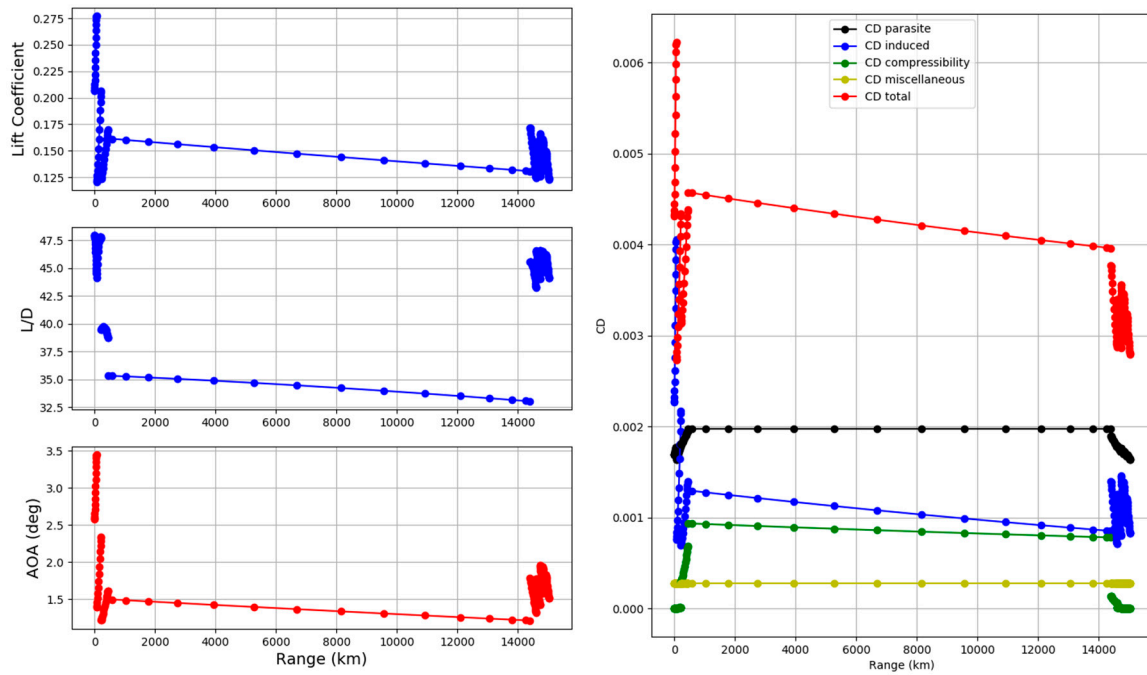 0.275
0.250
0.225
0.200
0.175
0.150
0.125
Lift Coefficient
0 2000 4000 6000 8000 10000 12000 14000
47.5
45.0
42.5
40.0
37.5
35.0
32.5
L/D
0 2000 4000 6000 8000 10000 12000 14000
3.5
3.0
2.5
2.0
1.5
AOA (deg)
0 2000 4000 6000 8000 10000 12000 14000
Range (km)
CD parasite
CD induced
CD compressibility
CD miscellaneous
CD total
0.006
0.005
0.004
0.003
0.002
0.001
0.000
CD
0 2000 4000 6000 8000 10000 12000 14000
Range (km)